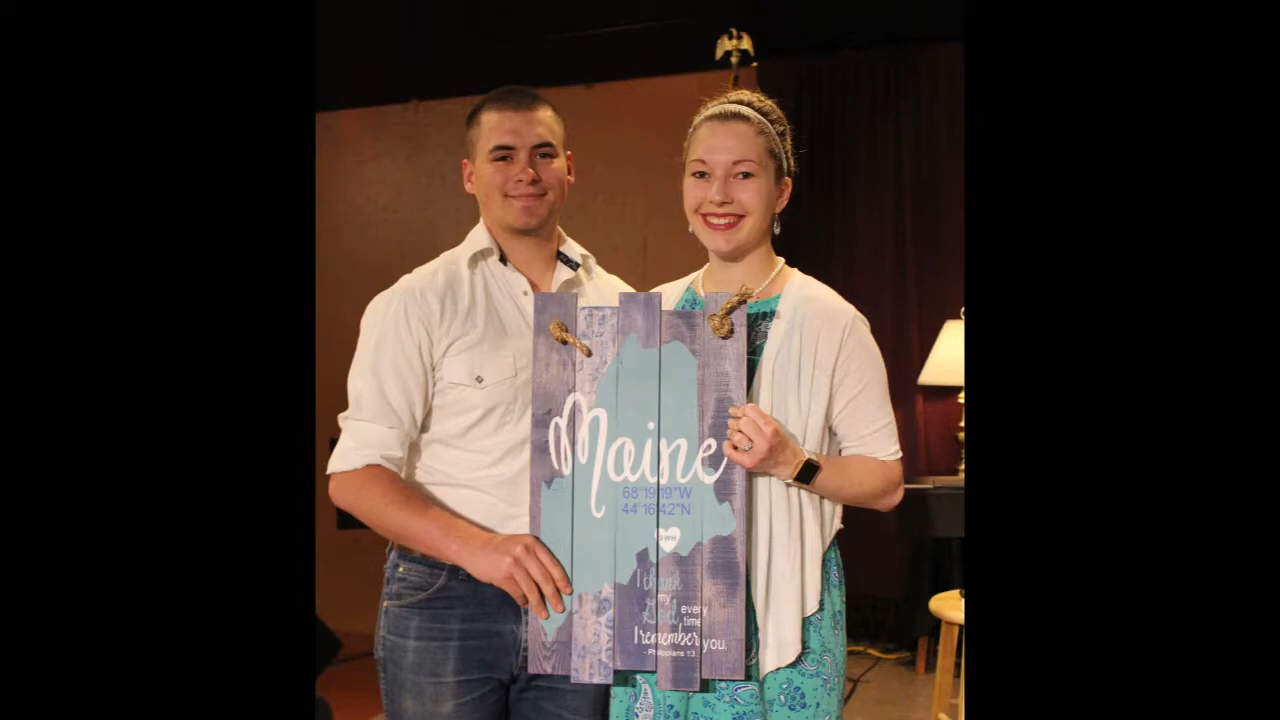 Maine
68 19 19"W
44 16 42"N
SWH
I thank
my
God every
time
I remember you.
- Philippians 1:3